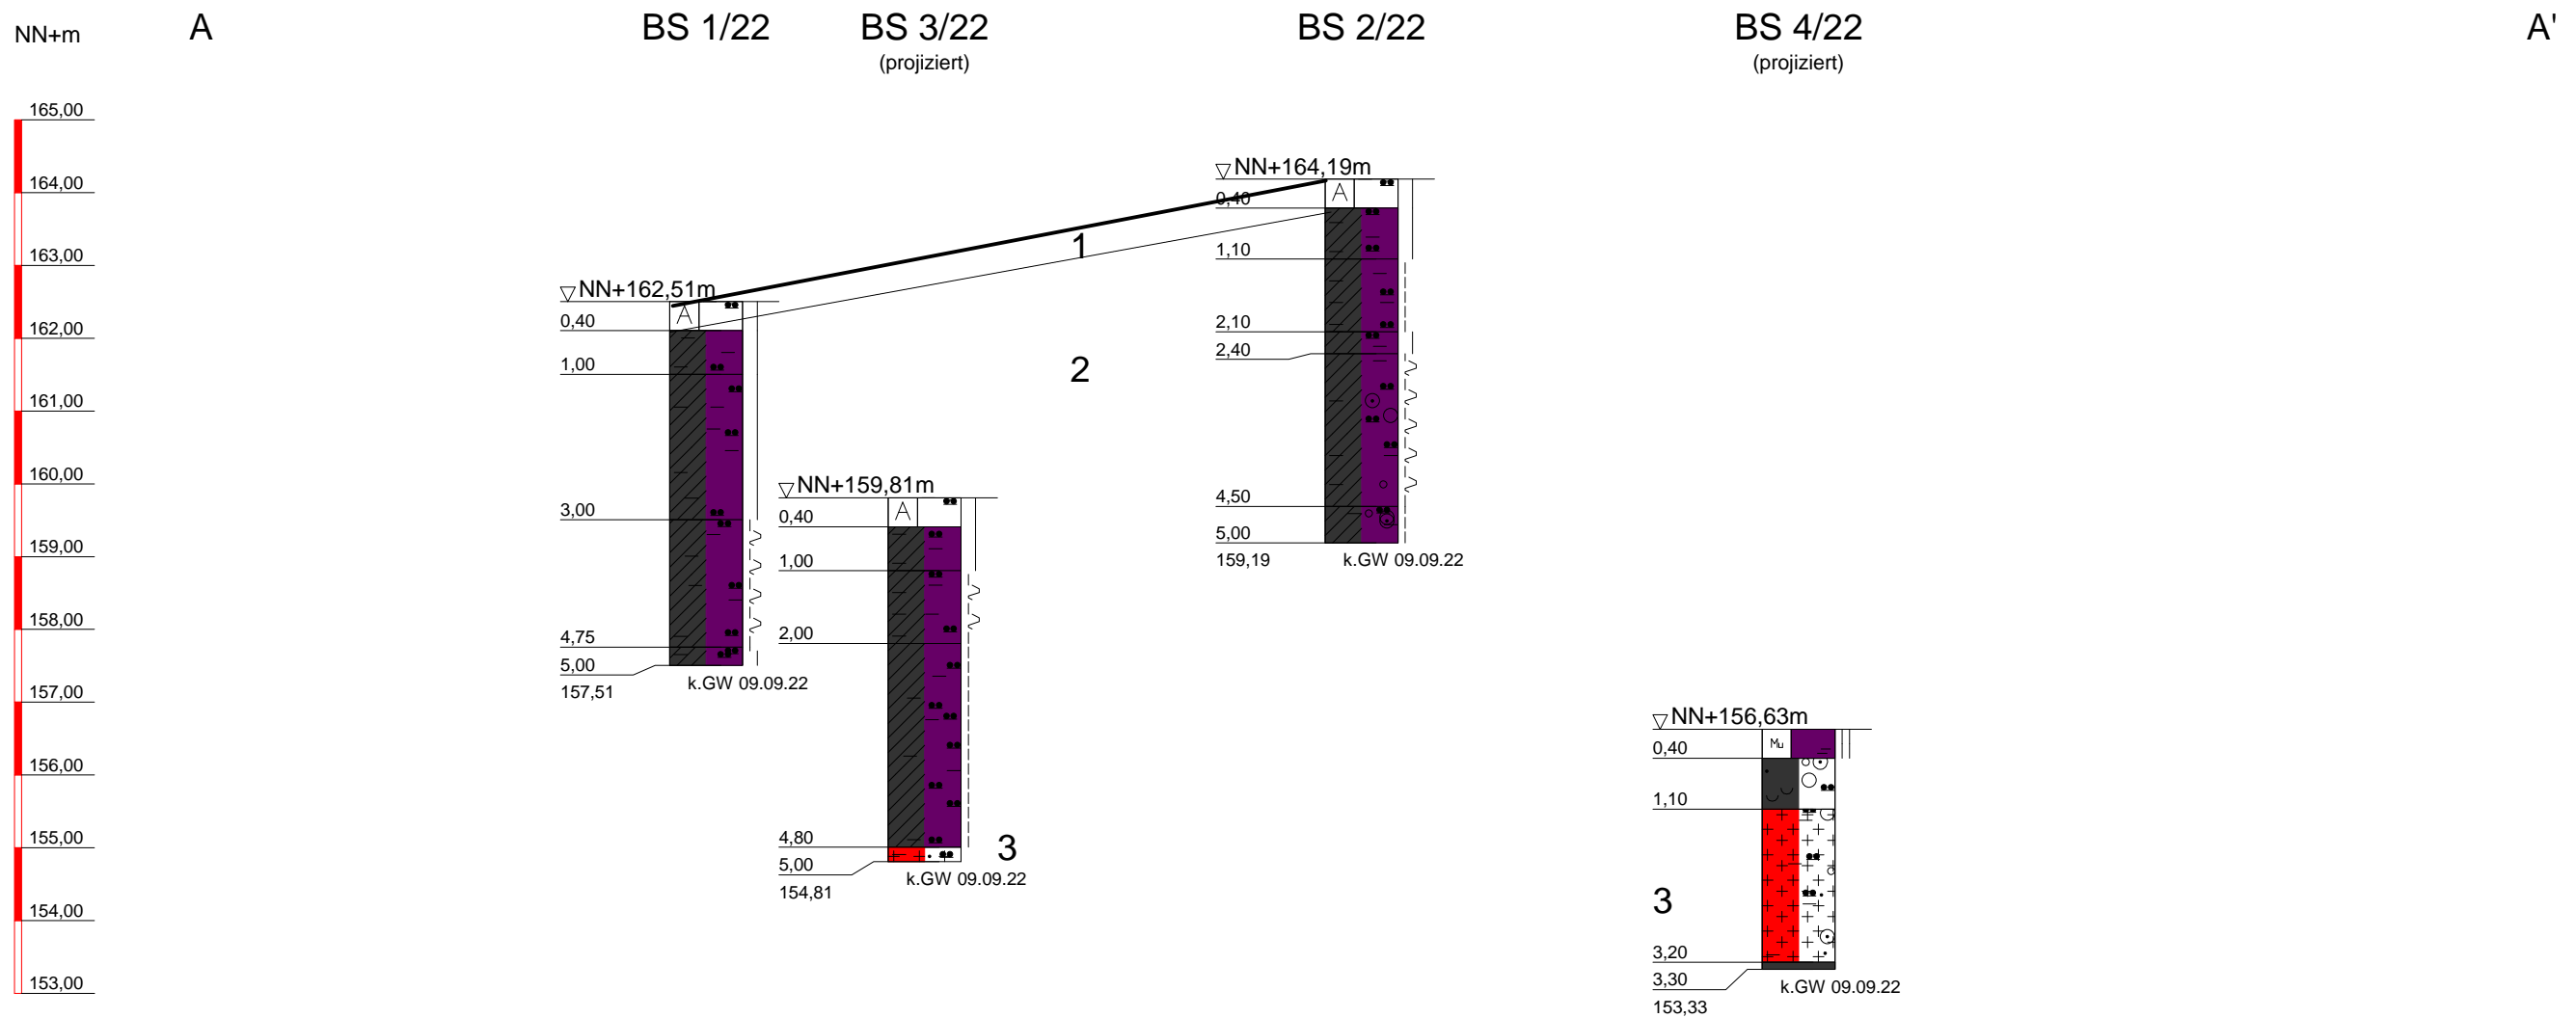 NN+m
A
BS 1/22
BS 3/22
(projiziert)
BS 2/22
BS 4/22
(projiziert)
A'
165,00
164,00
163,00
162,00
161,00
160,00
159,00
158,00
157,00
156,00
155,00
154,00
153,00
NN+162,51m
A
0,40
1,00
3,00
4,75
5,00
157,51
k.GW 09.09.22
NN+159,81m
A
0,40
1,00
2,00
4,80
5,00
154,81
k.GW 09.09.22
1
2
3
NN+164,19m
A
0,40
1,10
2,10
2,40
4,50
5,00
159,19
k.GW 09.09.22
NN+156,63m
Mu
0,40
1,10
3
3,20
3,30
153,33
k.GW 09.09.22